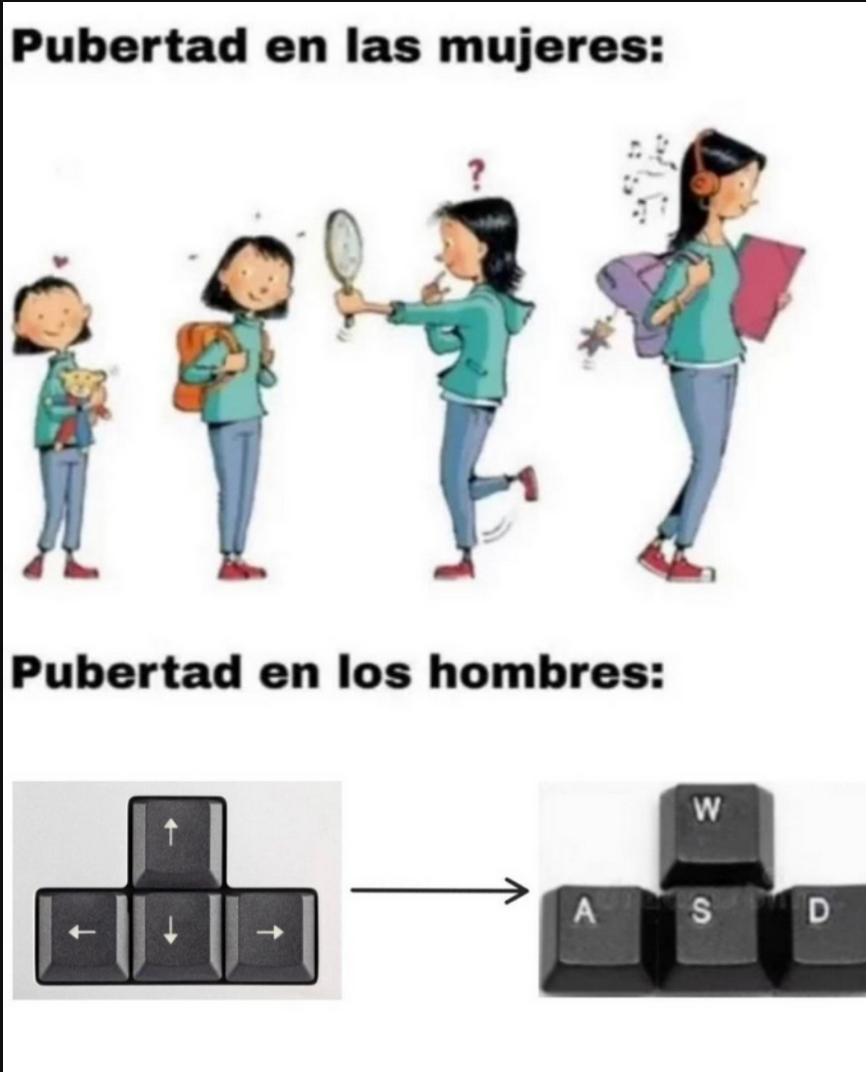 Pubertad en las mujeres:
?
Pubertad en los hombres:
↑
← ↓ →
W
A S D